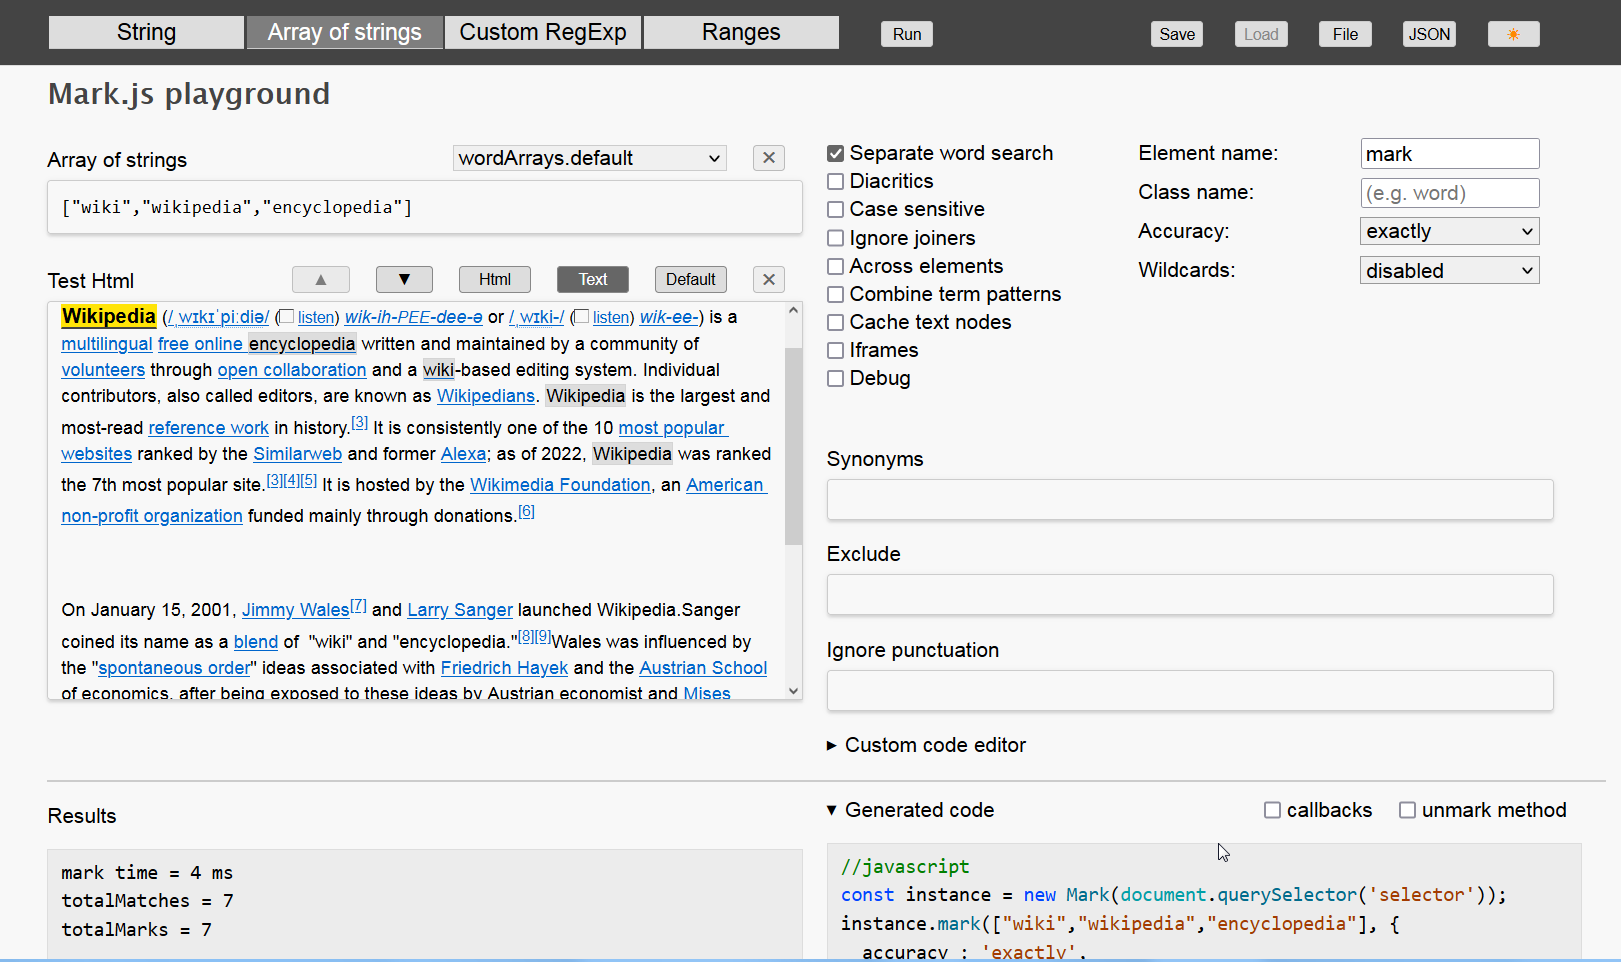 String Array of strings Custom RegExp Ranges Run Save Load File JSON
Mark.js playground
Array of strings wordArrays.default
["wiki","wikipedia","encyclopedia"]
Test Html ▲ ▼ Html Text Default
Wikipedia (/ˌwɪkɪˈpiːdiə/ (listen) wik-ih-PEE-dee-ə or /ˌwɪki-/ (listen) wik-ee-) is a
multilingual free online encyclopedia written and maintained by a community of
volunteers through open collaboration and a wiki-based editing system. Individual
contributors, also called editors, are known as Wikipedians. Wikipedia is the largest and
most-read reference work in history.[3] It is consistently one of the 10 most popular
websites ranked by the Similarweb and former Alexa; as of 2022, Wikipedia was ranked
the 7th most popular site.[3][4][5] It is hosted by the Wikimedia Foundation, an American
non-profit organization funded mainly through donations.[6]
On January 15, 2001, Jimmy Wales[7] and Larry Sanger launched Wikipedia.Sanger
coined its name as a blend of "wiki" and "encyclopedia."[8][9]Wales was influenced by
the "spontaneous order" ideas associated with Friedrich Hayek and the Austrian School
of economics, after being exposed to these ideas by Austrian economist and Mises
Separate word search
Diacritics
Case sensitive
Ignore joiners
Across elements
Combine term patterns
Cache text nodes
Iframes
Debug
Element name: mark
Class name: (e.g. word)
Accuracy: exactly
Wildcards: disabled
Synonyms
Exclude
Ignore punctuation
▶ Custom code editor
Results
mark time = 4 ms
totalMatches = 7
totalMarks = 7
▼ Generated code callbacks unmark method
//javascript
const instance = new Mark(document.querySelector('selector'));
instance.mark(["wiki","wikipedia","encyclopedia"], {
accuracy : 'exactly',